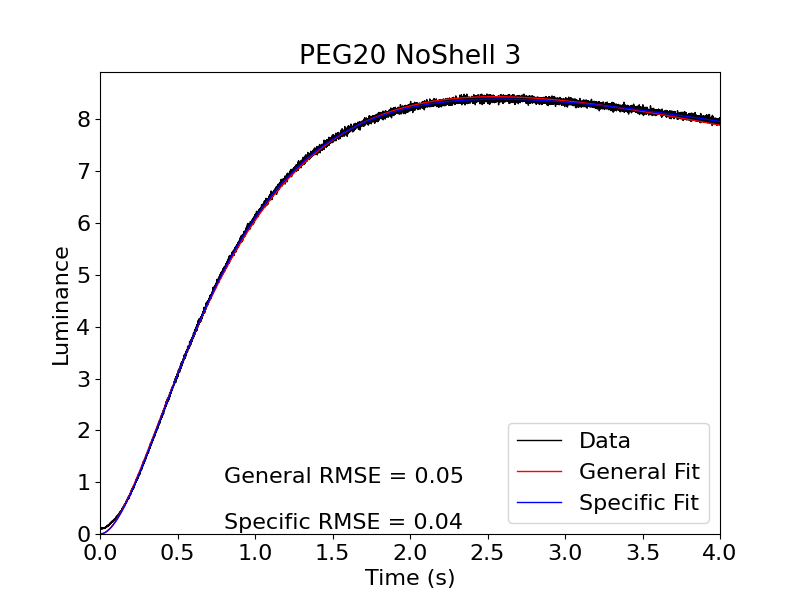 PEG20 NoShell 3
Luminance
8
7
6
5
4
3
2
1
0
General RMSE = 0.05
Specific RMSE = 0.04
Data
General Fit
Specific Fit
0.0 0.5 1.0 1.5 2.0 2.5 3.0 3.5 4.0
Time (s)